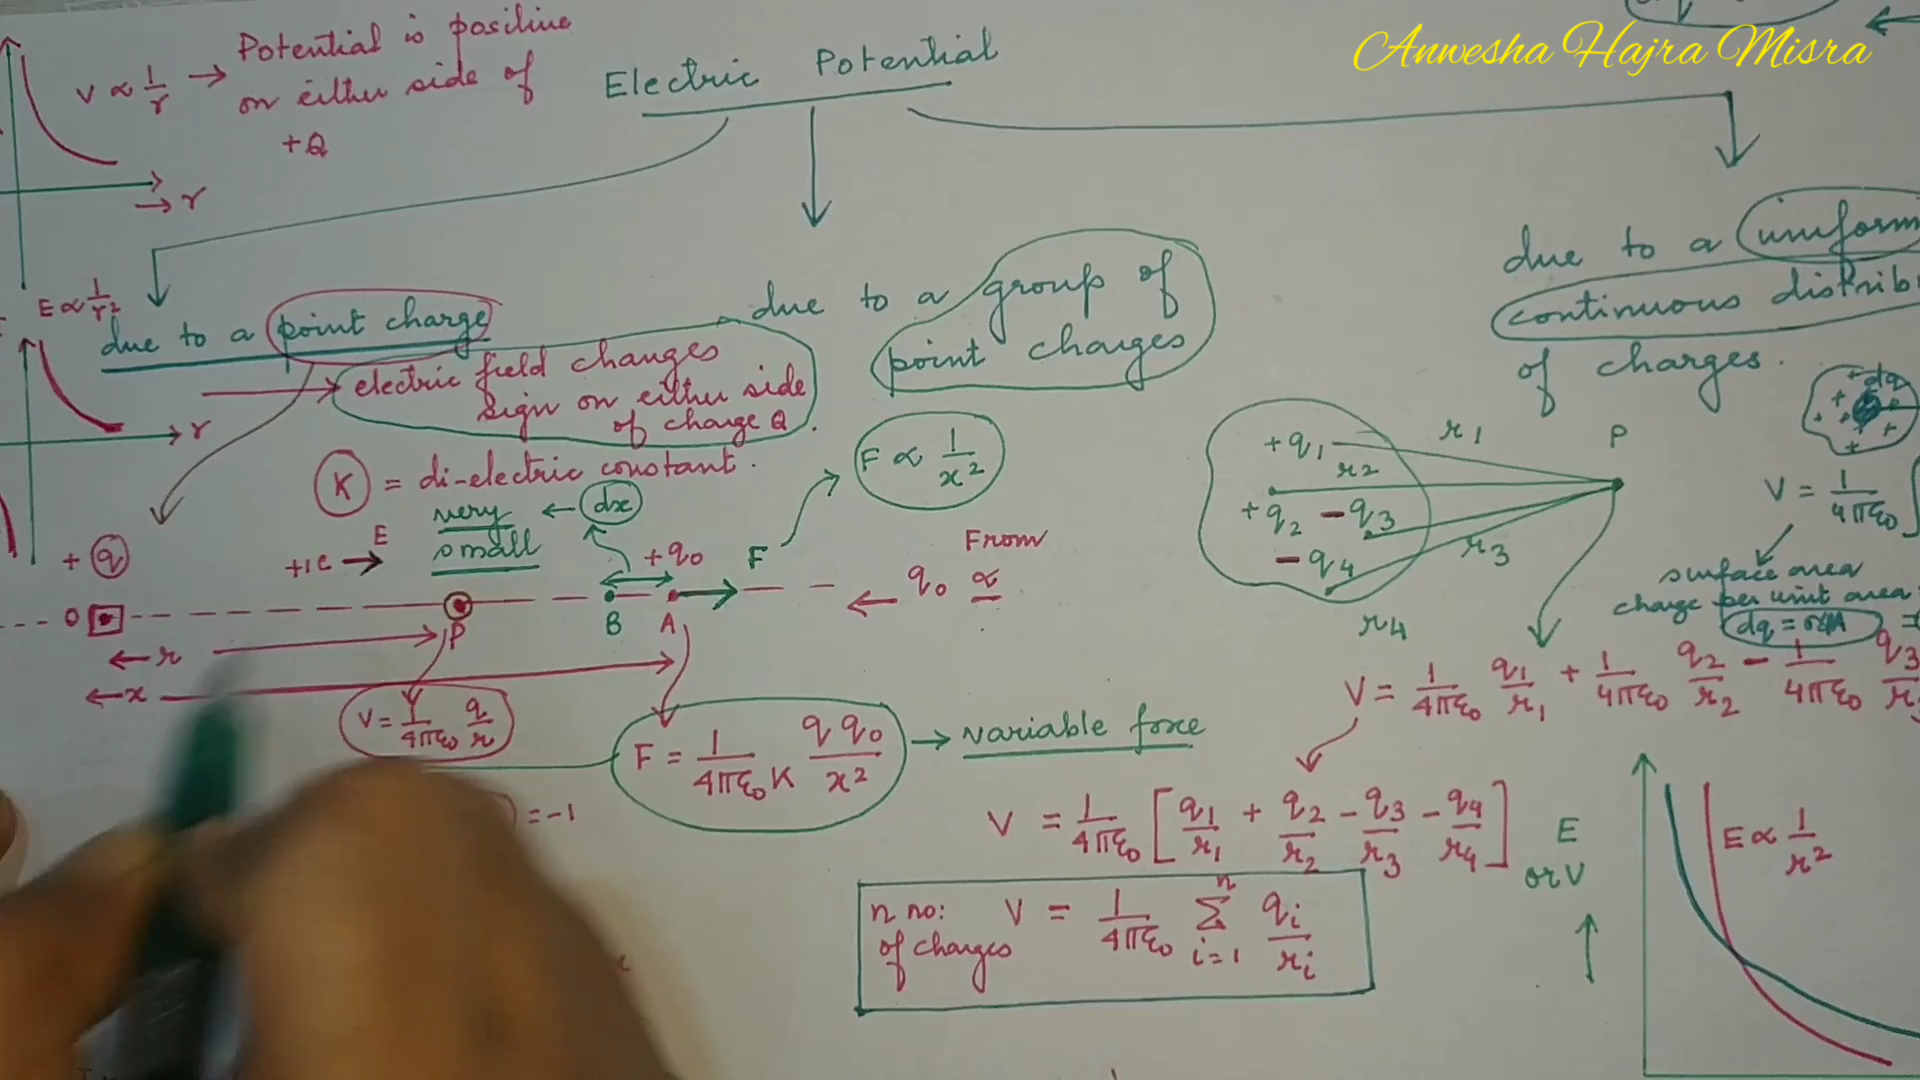 Anwesha Hajra Misra
Electric Potential
V ∝ 1/r → Potential is positive
on either side of
+Q
→ r
E ∝ 1/r²
→ r
due to a point charge
electric field changes
sign on either side
of charge Q.
K = di-electric constant.
very ← dx
small
+ q
+1C → E
+q₀
F
F ∝ 1/x²
From
← q₀ ∝
O
P
B
A
← r
← x
V = 1/4πε₀ q/r
F = 1/4πε₀K qq₀/x² → variable force
= -1
due to a group of
point charges
+q₁
r₁
r₂
P
+q₂ -q₃
-q₄
r₃
r₄
V = 1/4πε₀ q₁/r₁ + 1/4πε₀ q₂/r₂ - 1/4πε₀ q₃/r₃
V = 1/4πε₀ [q₁/r₁ + q₂/r₂ - q₃/r₃ - q₄/r₄]
n no: V = 1/4πε₀ Σ qᵢ/rᵢ
n
i=1
of charges
due to a uniform
continuous distrib
of charges.
+ dq
+ + + +
V = 1/4πε₀ ∫
surface area
charge per unit area
dq = σdA
E
or V
E ∝ 1/r²